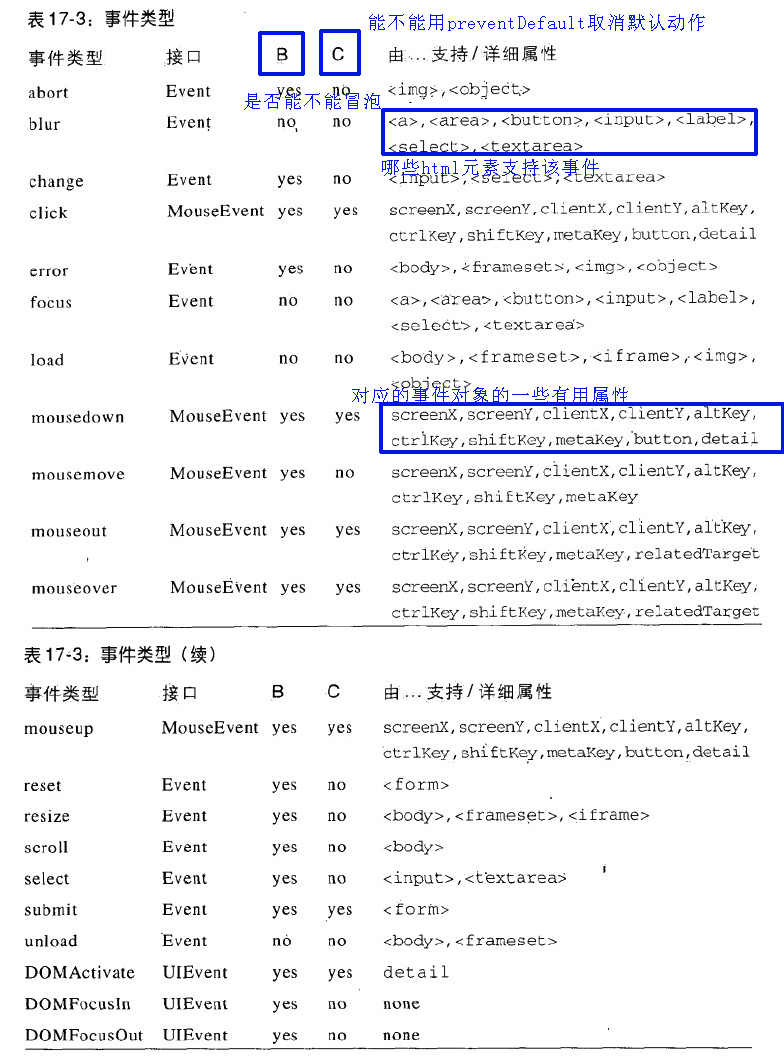 表 17-3：事件类型
能不能用preventDefault取消默认动作
事件类型 接口 B C 由…支持/详细属性
abort Event yes no <img>,<object>
是否能不能冒泡
blur Event no no <a>,<area>,<button>,<input>,<label>,
<select>,<textarea>
哪些html元素支持该事件
change Event yes no <input>,<select>,<textarea>
click MouseEvent yes yes screenX,screenY,clientX,clientY,altKey,
ctrlKey,shiftKey,metaKey,button,detail
error Event yes no <body>,<frameset>,<img>,<object>
focus Event no no <a>,<area>,<button>,<input>,<label>,
<select>,<textarea>
load Event no no <body>,<frameset>,<iframe>,<img>,
<object>
对应的事件对象的一些有用属性
mousedown MouseEvent yes yes screenX,screenY,clientX,clientY,altKey,
ctrlKey,shiftKey,metaKey,button,detail
mousemove MouseEvent yes no screenX,screenY,clientX,clientY,altKey,
ctrlKey,shiftKey,metaKey
mouseout MouseEvent yes yes screenX,screenY,clientX,clientY,altKey,
ctrlKey,shiftKey,metaKey,relatedTarget
mouseover MouseEvent yes yes screenX,screenY,clientX,clientY,altKey,
ctrlKey,shiftKey,metaKey,relatedTarget
表 17-3：事件类型（续）
事件类型 接口 B C 由…支持/详细属性
mouseup MouseEvent yes yes screenX,screenY,clientX,clientY,altKey,
ctrlKey,shiftKey,metaKey,button,detail
reset Event yes no <form>
resize Event yes no <body>,<frameset>,<iframe>
scroll Event yes no <body>
select Event yes no <input>,<textarea>
submit Event yes yes <form>
unload Event no no <body>,<frameset>
DOMActivate UIEvent yes yes detail
DOMFocusIn UIEvent yes no none
DOMFocusOut UIEvent yes no none